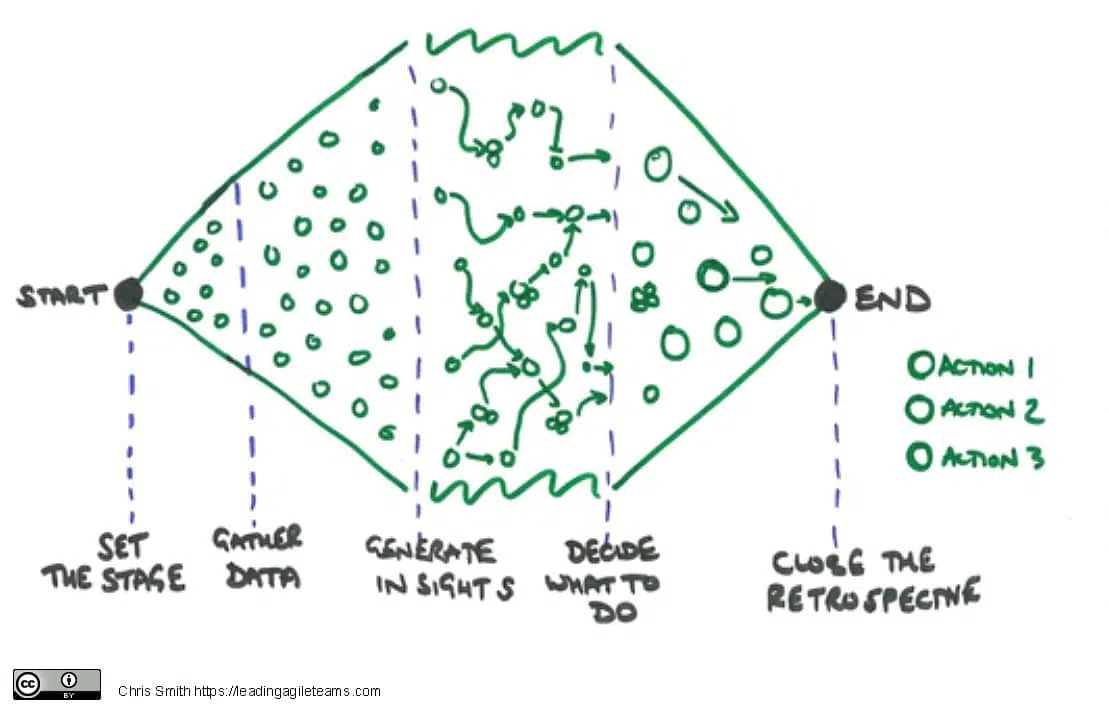 START
END
ACTION 1
ACTION 2
ACTION 3
SET
THE STAGE
GATHER
DATA
GENERATE
INSIGHTS
DECIDE
WHAT TO
DO
CLOSE THE
RETROSPECTIVE
cc
BY
Chris Smith https://leadingagileteams.com